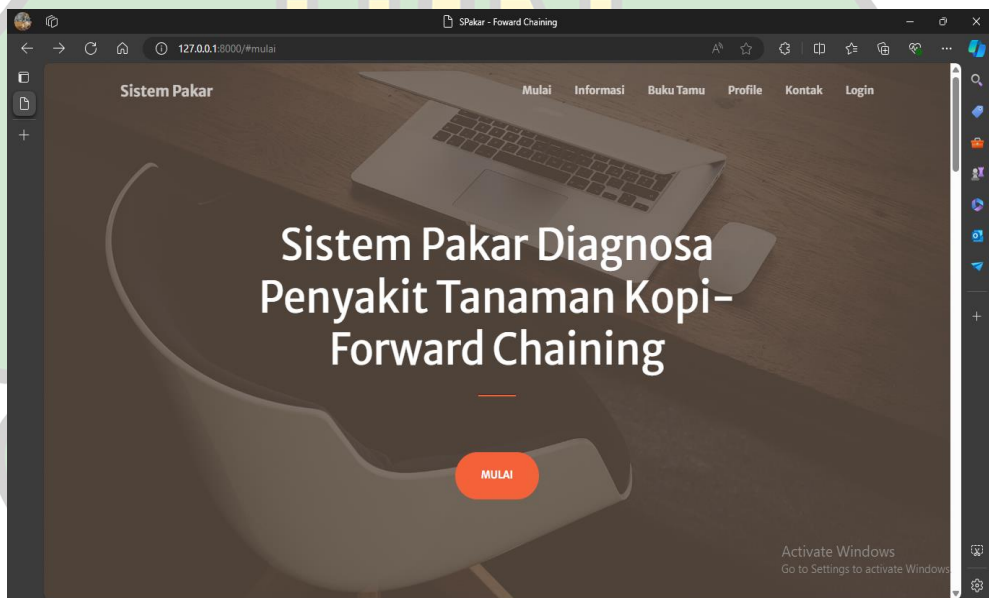 SPakar - Foward Chaining
127.0.0.1:8000/#mulai
Sistem Pakar
Mulai Informasi Buku Tamu Profile Kontak Login
Sistem Pakar Diagnosa
Penyakit Tanaman Kopi-
Forward Chaining
MULAI
Activate Windows
Go to Settings to activate Windows